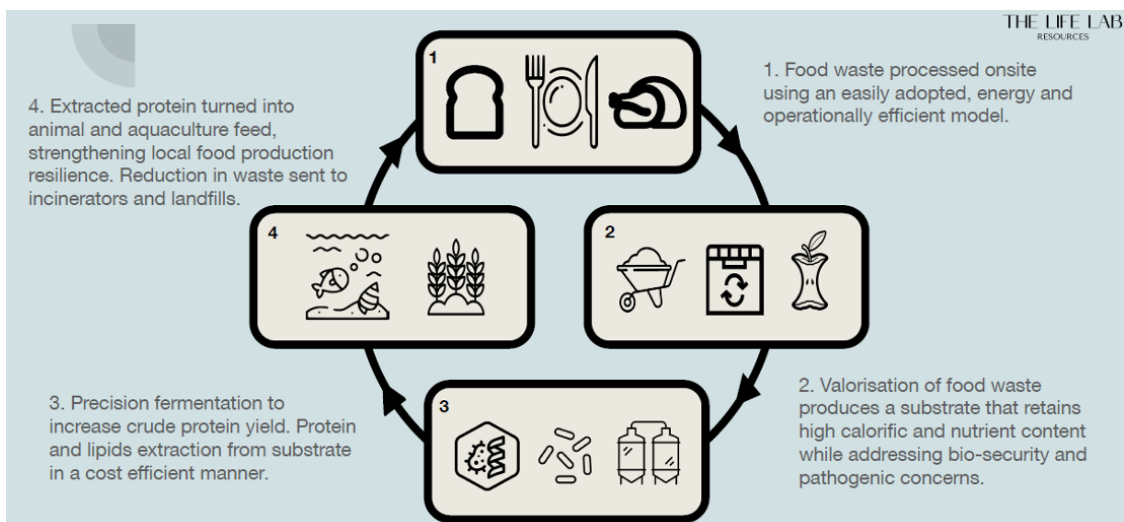 THE LIFE LAB
RESOURCES
1
1. Food waste processed onsite
using an easily adopted, energy and
operationally efficient model.
2
2. Valorisation of food waste
produces a substrate that retains
high calorific and nutrient content
while addressing bio-security and
pathogenic concerns.
3
3. Precision fermentation to
increase crude protein yield. Protein
and lipids extraction from substrate
in a cost efficient manner.
4
4. Extracted protein turned into
animal and aquaculture feed,
strengthening local food production
resilience. Reduction in waste sent to
incinerators and landfills.